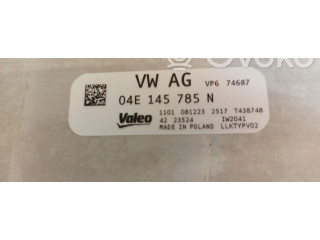 VW AG VP6 74687
04E 145 785 N
Valeo 1101 081223 2517 T438748
42 23524 IW2041
MADE IN POLAND LLKTYPV02